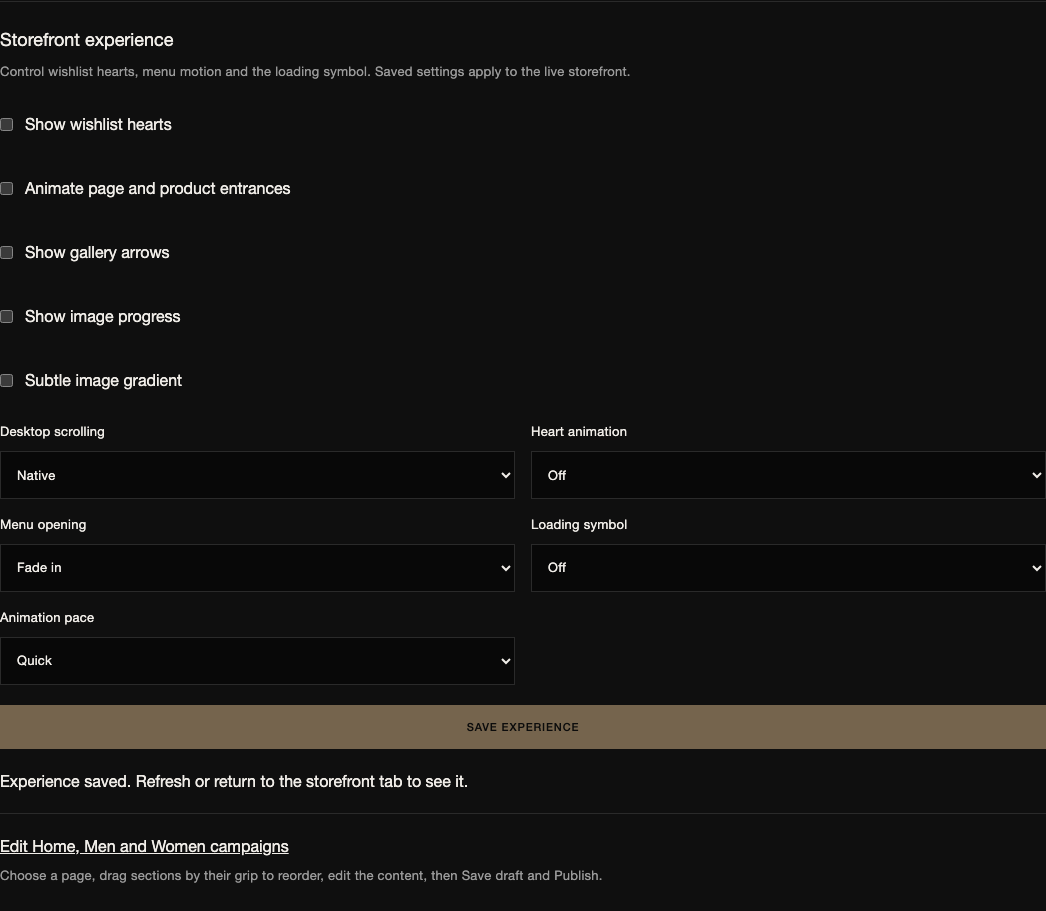 Storefront experience
Control wishlist hearts, menu motion and the loading symbol. Saved settings apply to the live storefront.
Show wishlist hearts
Animate page and product entrances
Show gallery arrows
Show image progress
Subtle image gradient
Desktop scrolling
Heart animation
Native
Off
Menu opening
Loading symbol
Fade in
Off
Animation pace
Quick
SAVE EXPERIENCE
Experience saved. Refresh or return to the storefront tab to see it.
Edit Home, Men and Women campaigns
Choose a page, drag sections by their grip to reorder, edit the content, then Save draft and Publish.